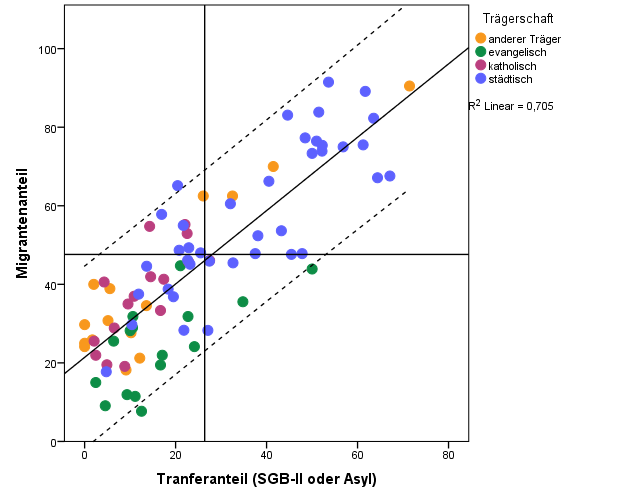 Trägerschaft
anderer Träger
evangelisch
katholisch
städtisch
R2 Linear = 0,705
Migrantenanteil
100
80
60
40
20
0
0 20 40 60 80
Tranferanteil (SGB-II oder Asyl)